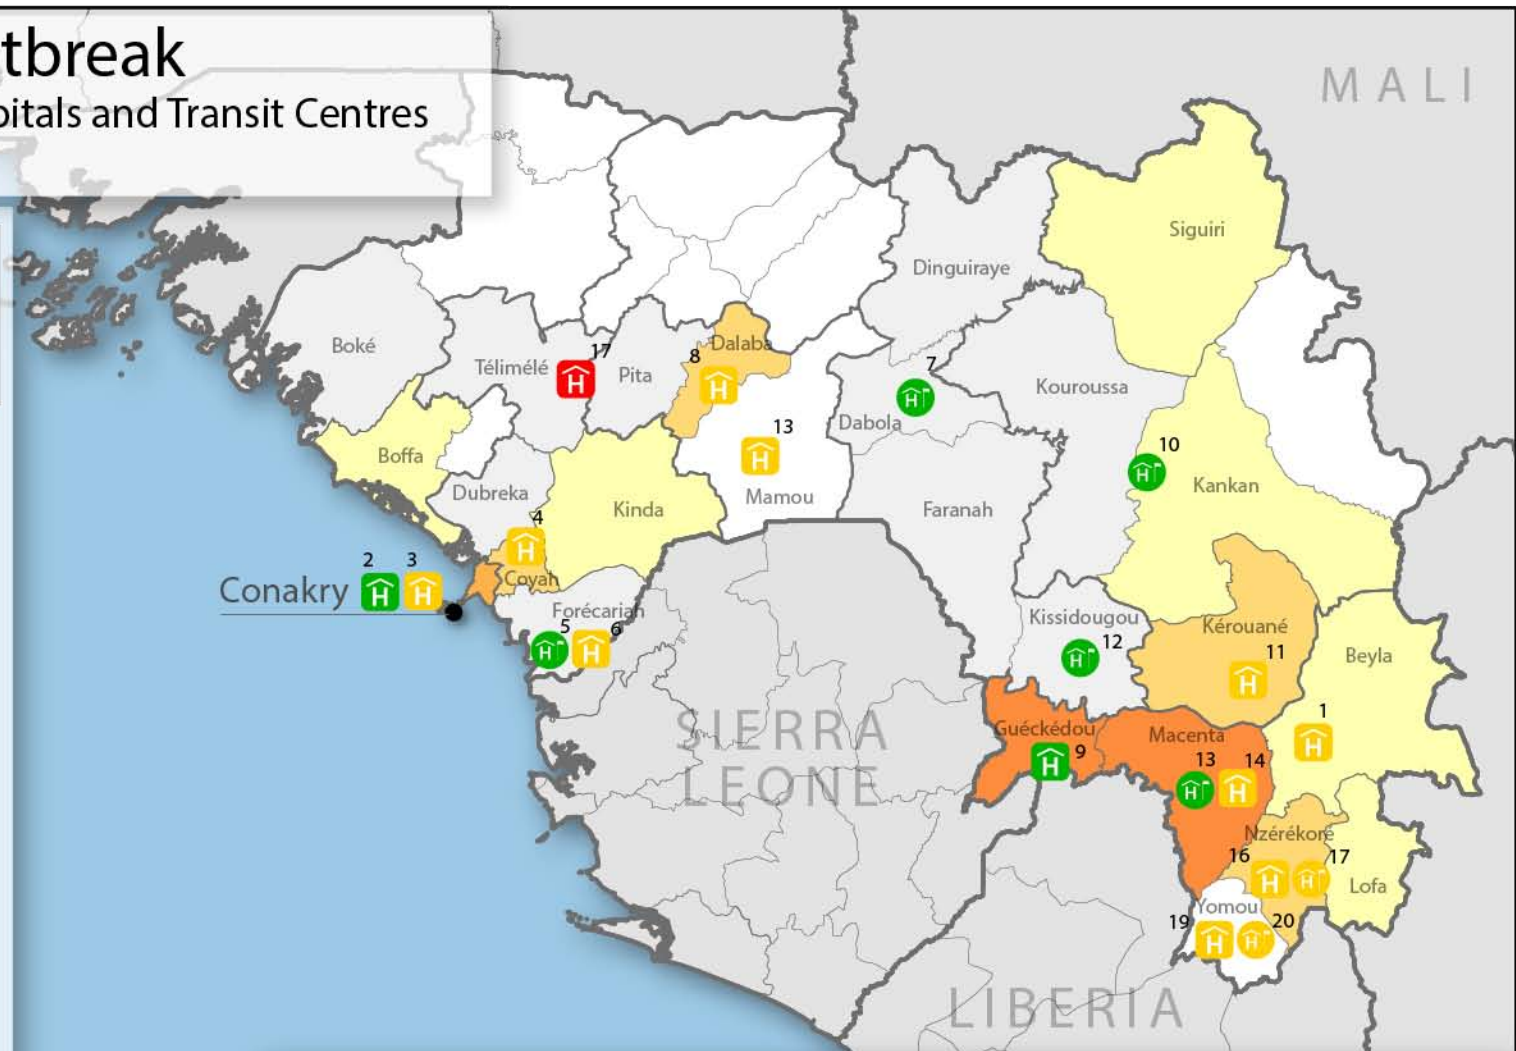 tbreak
pitals and Transit Centres
MALI
Siguiri
Dinguiraye
Boké
Télimélé
17
H
Pita
8
Dalaba
H
7
H
Kouroussa
Dabola
13
H
Mamou
10
H
Kankan
Boffa
Dubreka
Kinda
Faranah
4
H
Coyah
Conakry
2
H
3
H
Forécariah
5
H
6
H
Kissidougou
12
H
Kérouané
11
H
Beyla
1
H
SIERRA
LEONE
Guéckédou
9
H
Macenta
13
H
14
H
Nzérékoré
16
H
17
H
Lofa
Yomou
19
H
20
H
LIBERIA